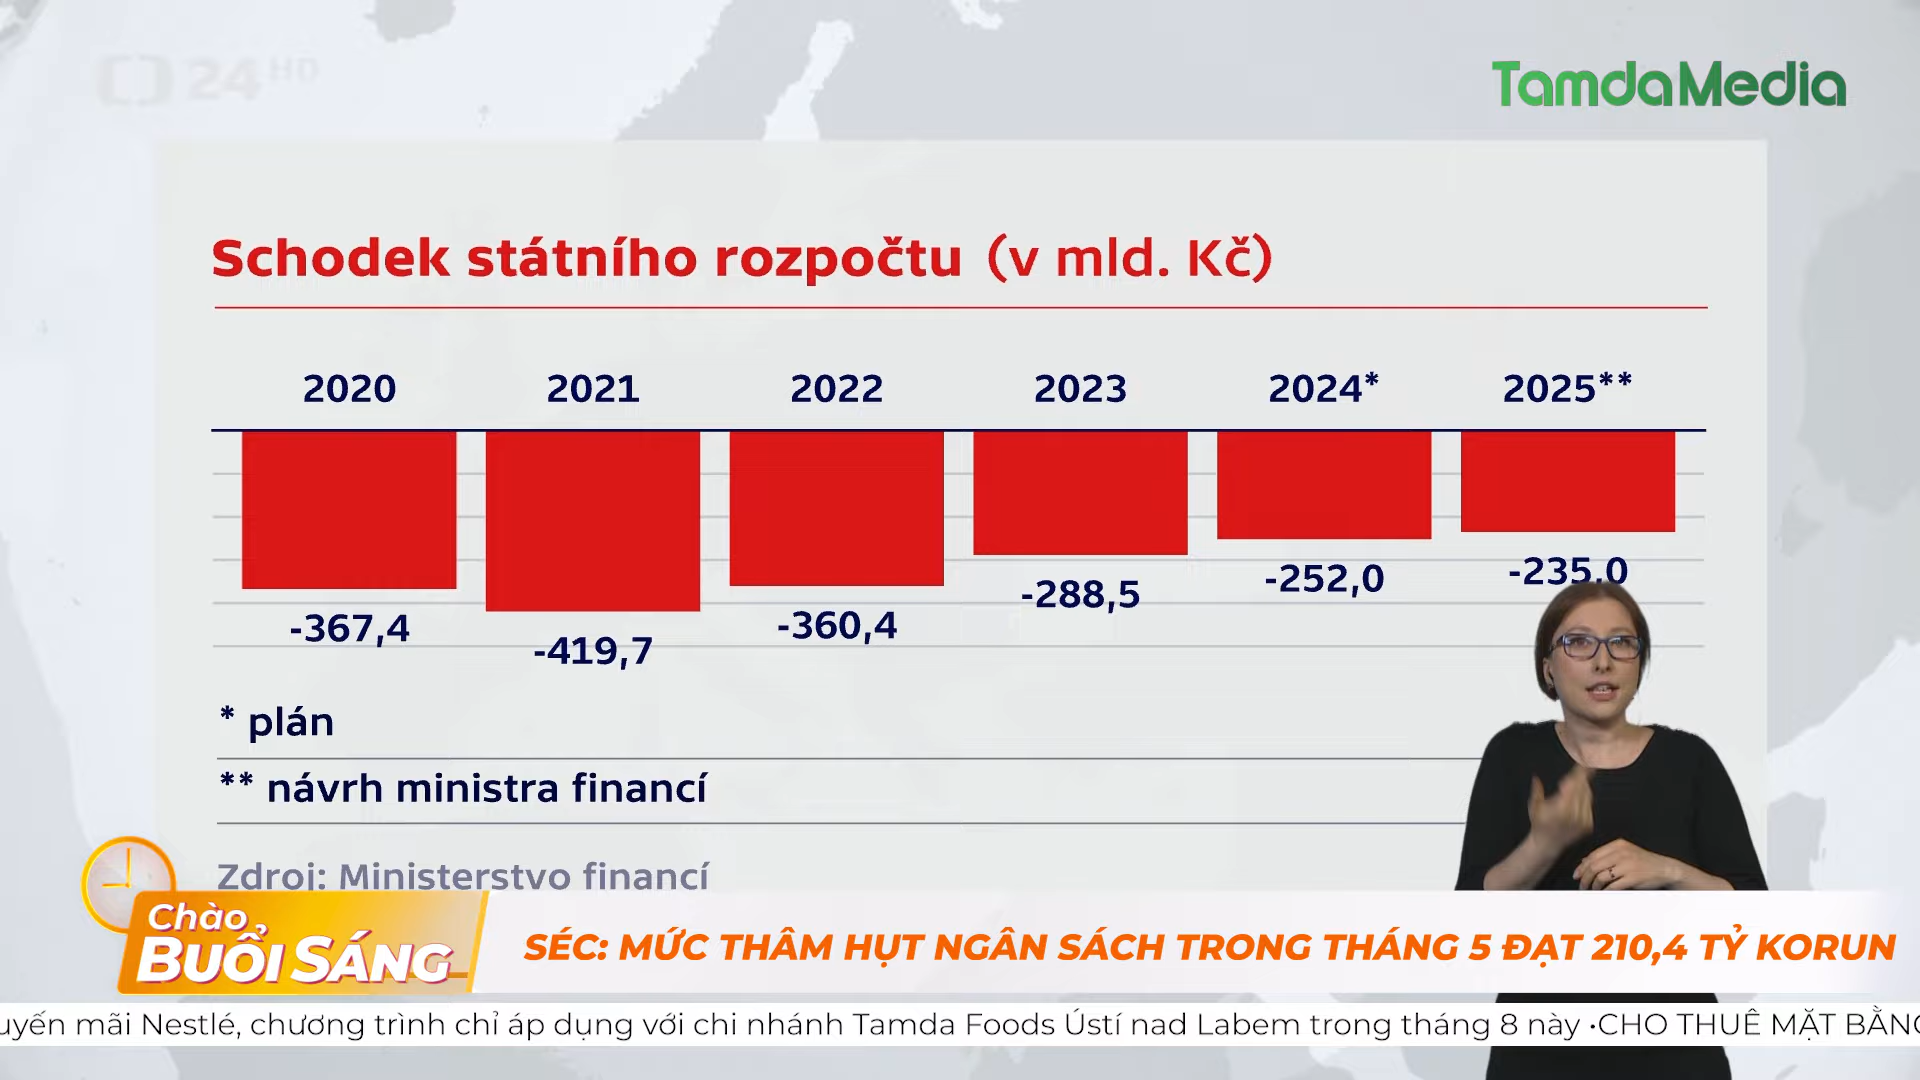 24 HD
TamdaMedia
Schodek státního rozpočtu (v mld. Kč)
2020 2021 2022 2023 2024* 2025**
-367,4 -419,7 -360,4 -288,5 -252,0 -235,0
* plán
** návrh ministra financí
Zdroj: Ministerstvo financí
Chào
BUỔI SÁNG
SÉC: MỨC THÂM HỤT NGÂN SÁCH TRONG THÁNG 5 ĐẠT 210,4 TỶ KORUN
mãi Nestlé, chương trình chỉ áp dụng với chi nhánh Tamda Foods Ústí nad Labem trong tháng 8 này •CHO THUÊ MẶT